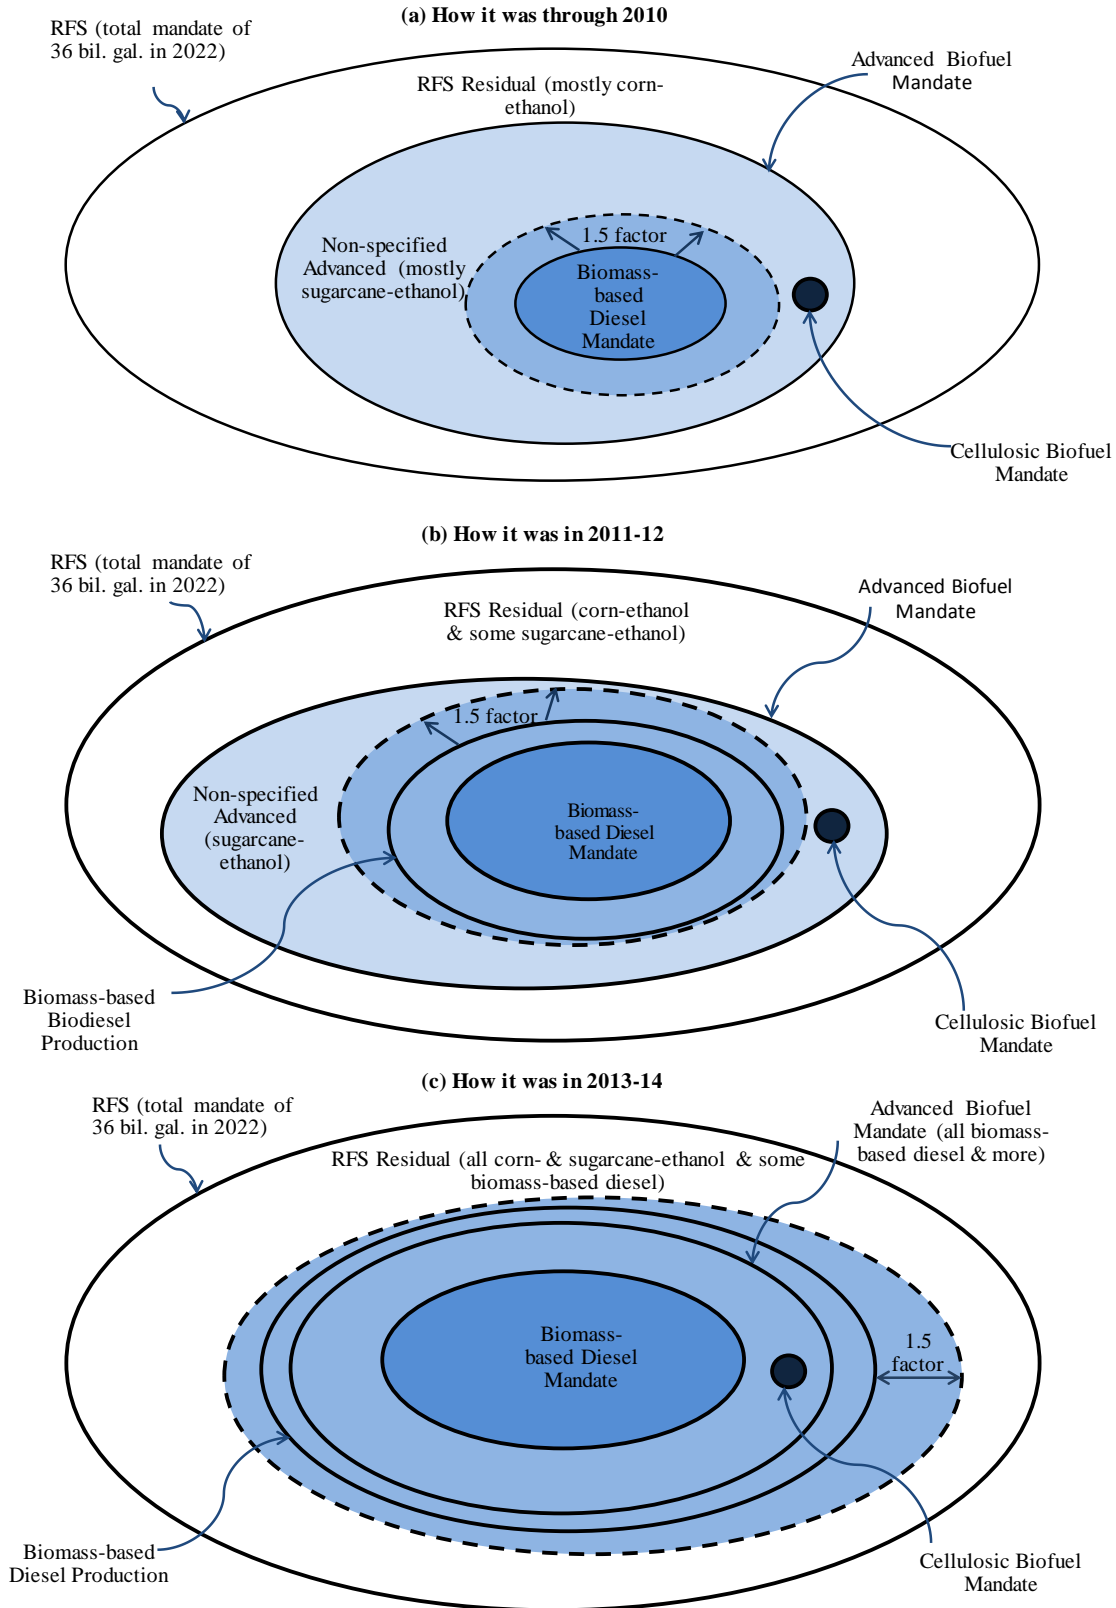 (a) How it was through 2010
RFS (total mandate of
36 bil. gal. in 2022)
Advanced Biofuel
Mandate
RFS Residual (mostly corn-
ethanol)
1.5 factor
Non-specified
Advanced (mostly
sugarcane-ethanol)
Biomass-
based
Diesel
Mandate
Cellulosic Biofuel
Mandate
(b) How it was in 2011-12
RFS (total mandate of
36 bil. gal. in 2022)
Advanced Biofuel
Mandate
RFS Residual (corn-ethanol
& some sugarcane-ethanol)
1.5 factor
Non-specified
Advanced
(sugarcane-
ethanol)
Biomass-
based Diesel
Mandate
Biomass-based
Biodiesel
Production
Cellulosic Biofuel
Mandate
(c) How it was in 2013-14
RFS (total mandate of
36 bil. gal. in 2022)
Advanced Biofuel
Mandate (all biomass-
based diesel & more)
RFS Residual (all corn- & sugarcane-ethanol & some
biomass-based diesel)
Biomass-
based Diesel
Mandate
1.5
factor
Biomass-based
Diesel Production
Cellulosic Biofuel
Mandate